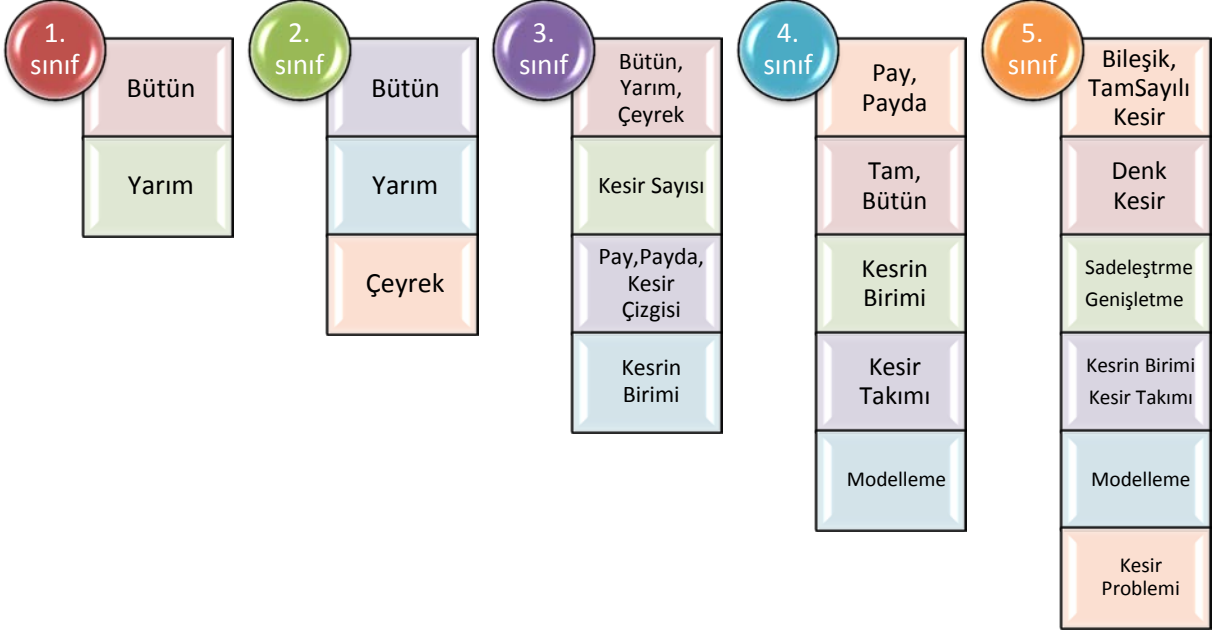 1.
sınıf
Bütün
Yarım
2.
sınıf
Bütün
Yarım
Çeyrek
3.
sınıf
Bütün,
Yarım,
Çeyrek
Kesir Sayısı
Pay,Payda,
Kesir
Çizgisi
Kesrin
Birimi
4.
sınıf
Pay,
Payda
Tam,
Bütün
Kesrin
Birimi
Kesir
Takımı
Modelleme
5.
sınıf
Bileşik,
TamSayılı
Kesir
Denk
Kesir
Sadeleştrme
Genişletme
Kesrin Birimi
Kesir Takımı
Modelleme
Kesir
Problemi